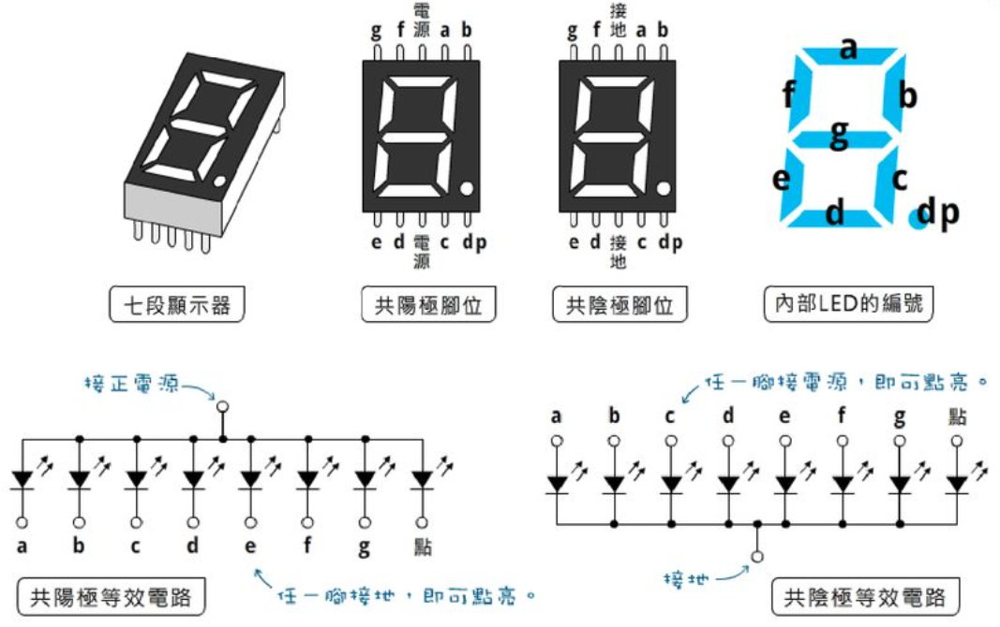 g f 電源 a b
g f 接地 a b
e d 電源 c dp
e d 接地 c dp
a
f
b
g
e
c
d
dp
七段顯示器
共陽極腳位
共陰極腳位
內部LED的編號
接正電源
a b c d e f g 點
任一腳接地，即可點亮。
共陽極等效電路
任一腳接電源，即可點亮。
a b c d e f g 點
接地
共陰極等效電路